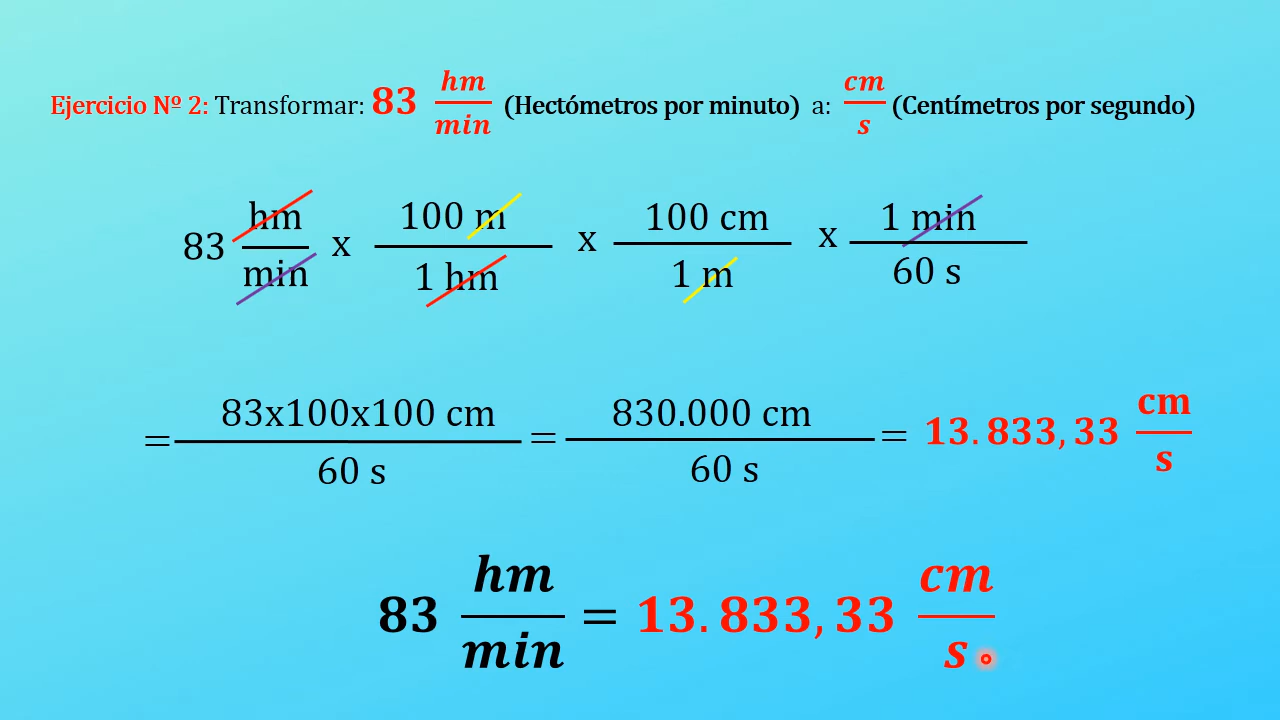 Ejercicio Nº 2: Transformar: 83 hm/min (Hectómetros por minuto) a: cm/s (Centímetros por segundo)
83 hm/min x 100 m/1 hm x 100 cm/1 m x 1 min/60 s
= 83x100x100 cm/60 s = 830.000 cm/60 s = 13.833,33 cm/s
83 hm/min = 13.833,33 cm/s